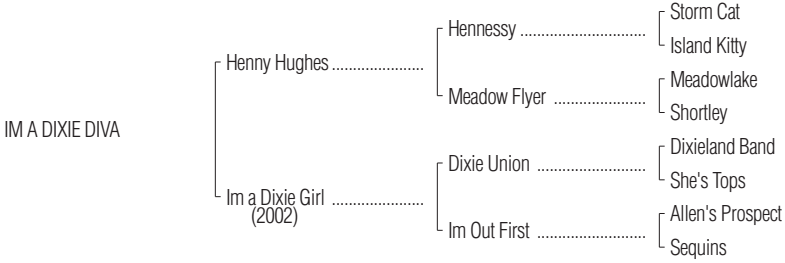 Storm Cat
Hennessy ..............................
Island Kitty
Henny Hughes ......................
Meadowlake
Meadow Flyer ......................
Shortley
IM A DIXIE DIVA
Dixieland Band
Dixie Union ..........................
She's Tops
Im a Dixie Girl ......................
(2002)
Allen's Prospect
Im Out First ..........................
Sequins